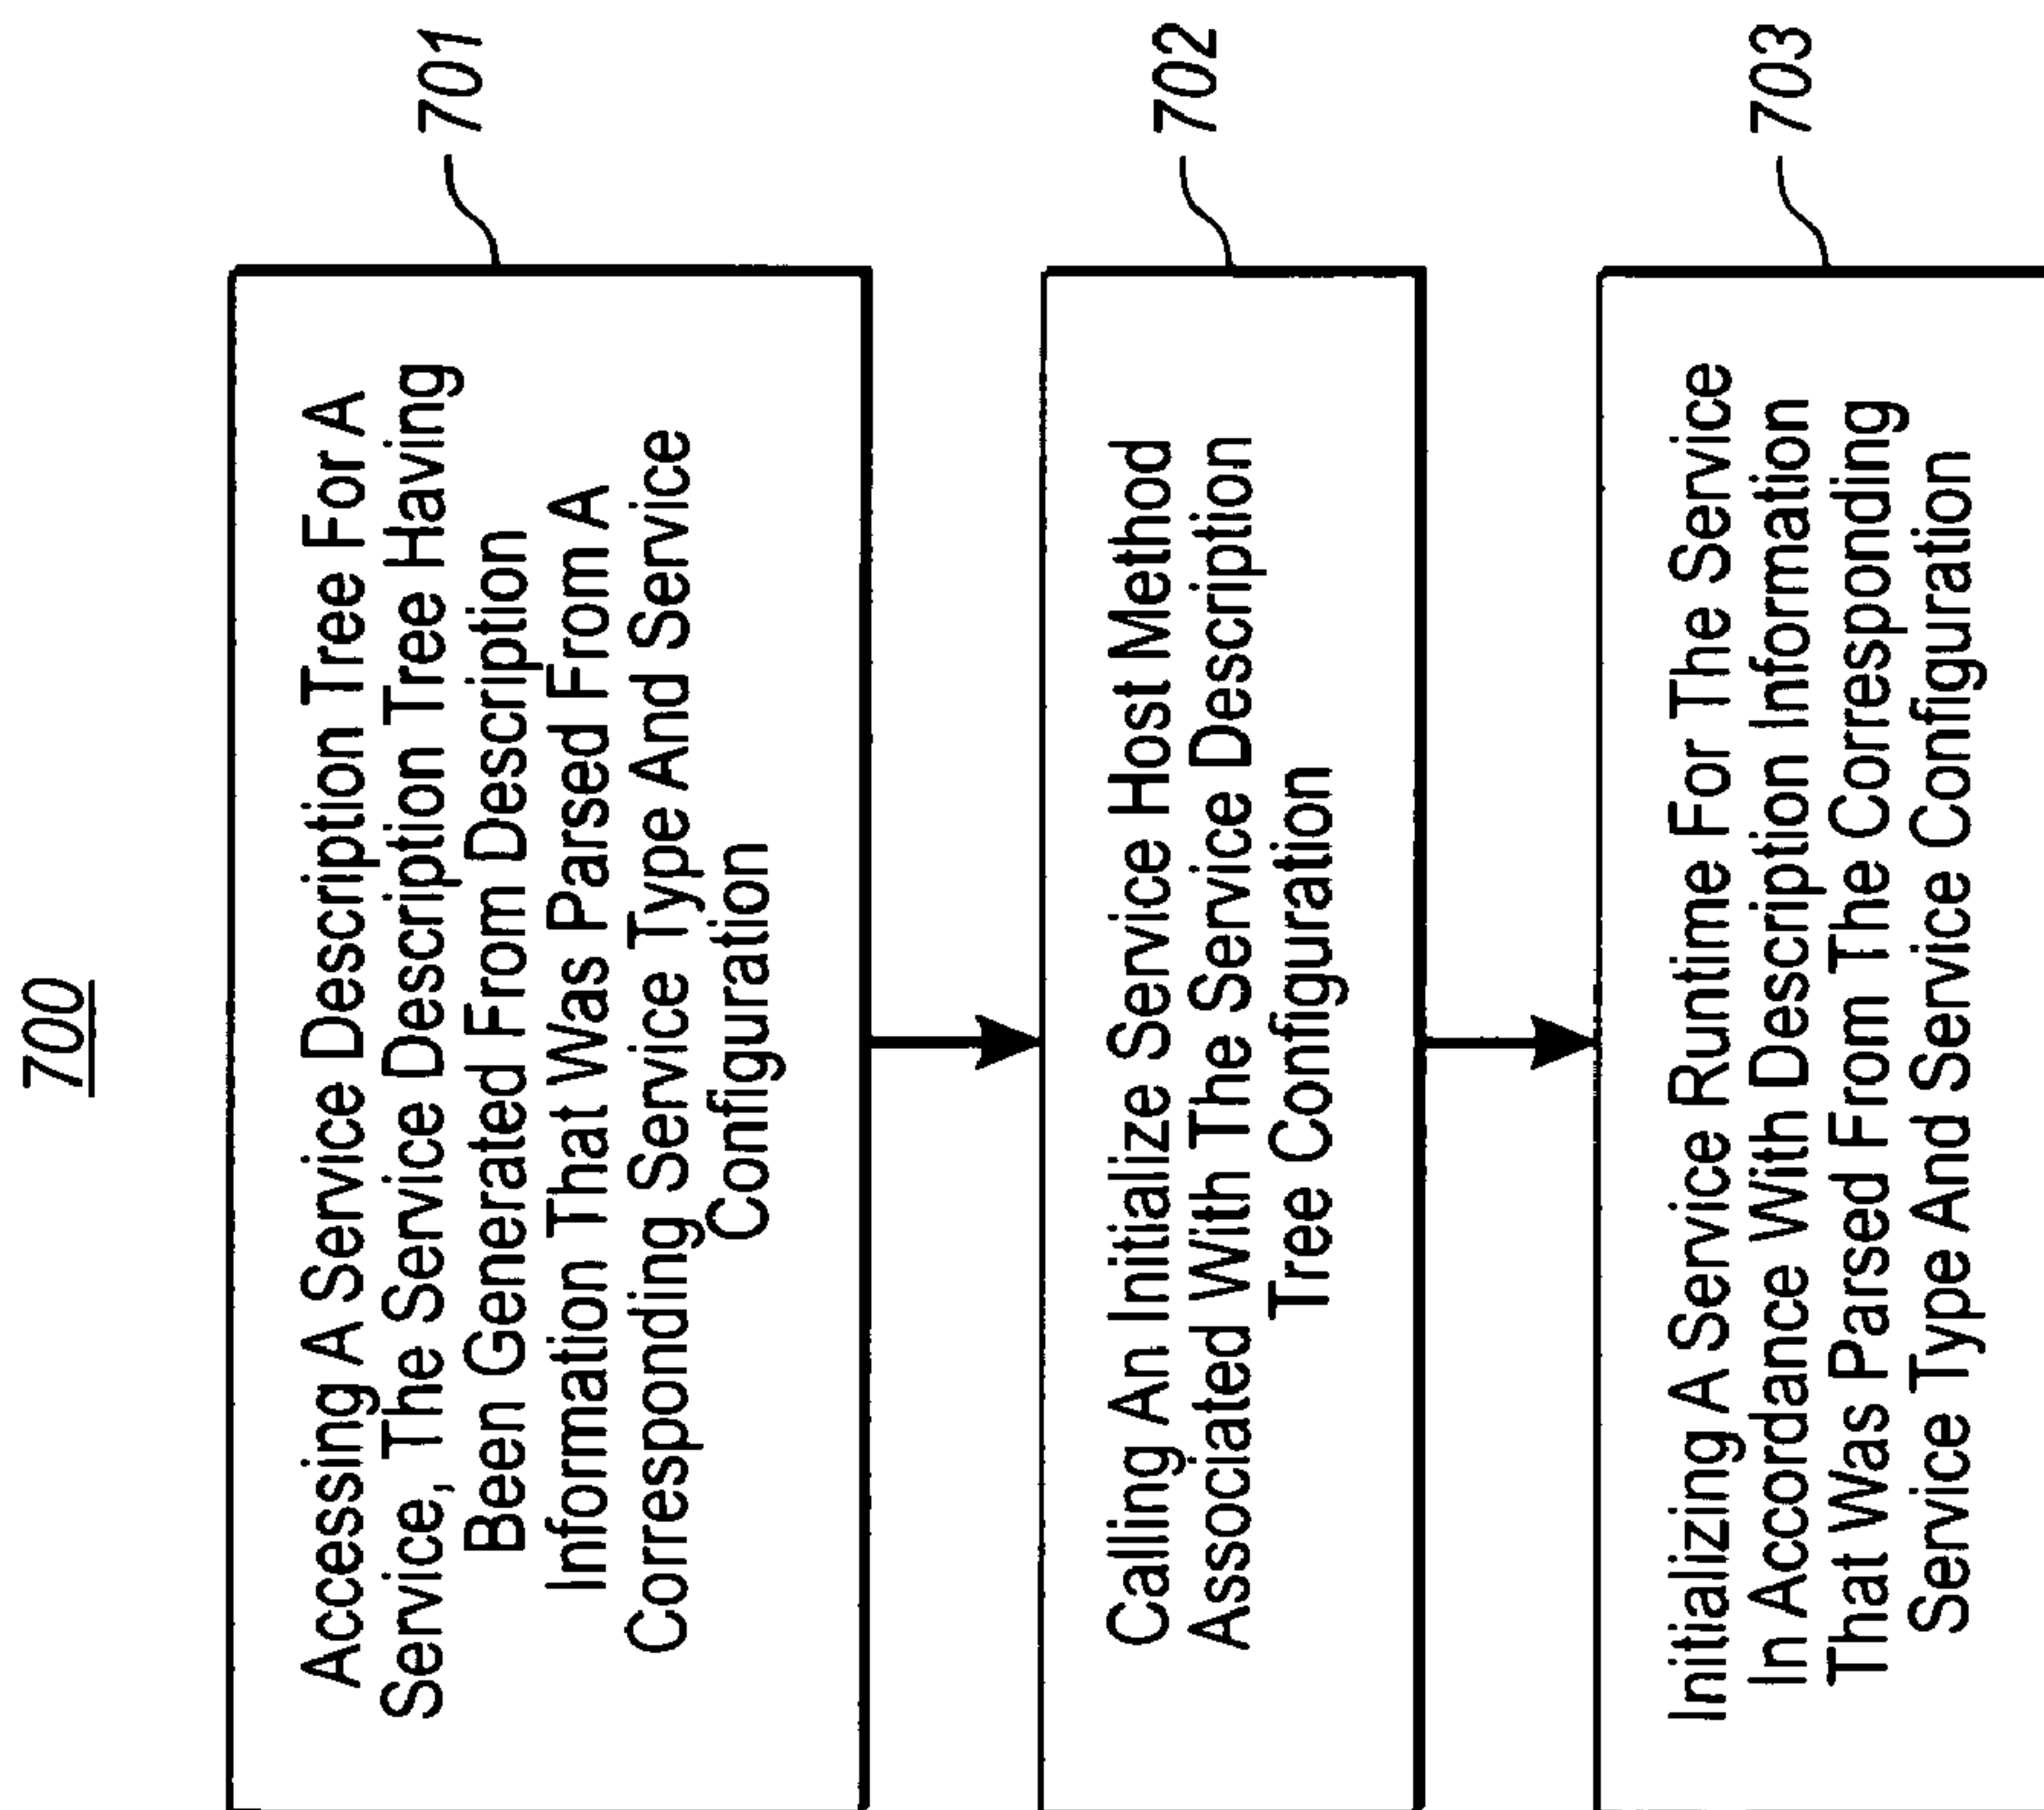 700
Accessing A Service Description Tree For A
Service, The Service Description Tree Having
Been Generated From Description
Information That Was Parsed From A
Corresponding Service Type And Service
Configuration
701
Calling An Initialize Service Host Method
Associated With The Service Description
Tree Configuration
702
Initializing A Service Runtime For The Service
In Accordance With Description Information
That Was Parsed From The Corresponding
Service Type And Service Configuration
703